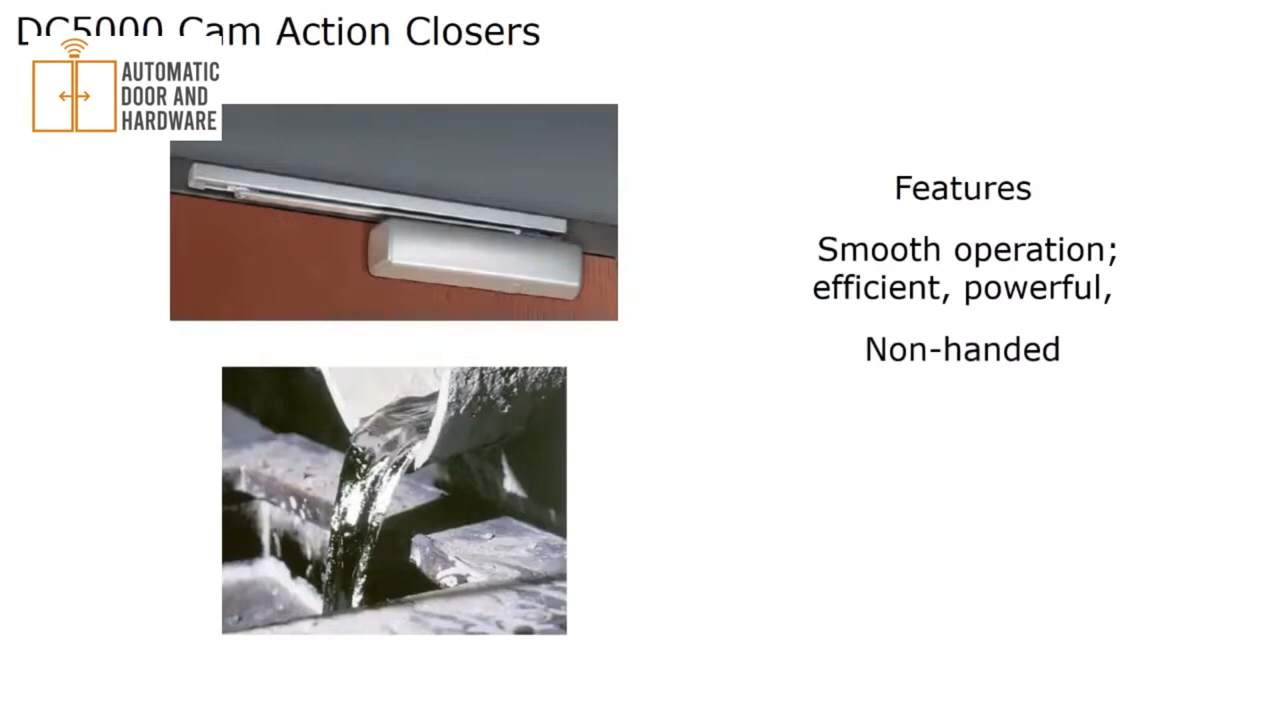 DC5000 Cam Action Closers
AUTOMATIC
DOOR AND
HARDWARE
Features
Smooth operation;
efficient, powerful,
Non-handed